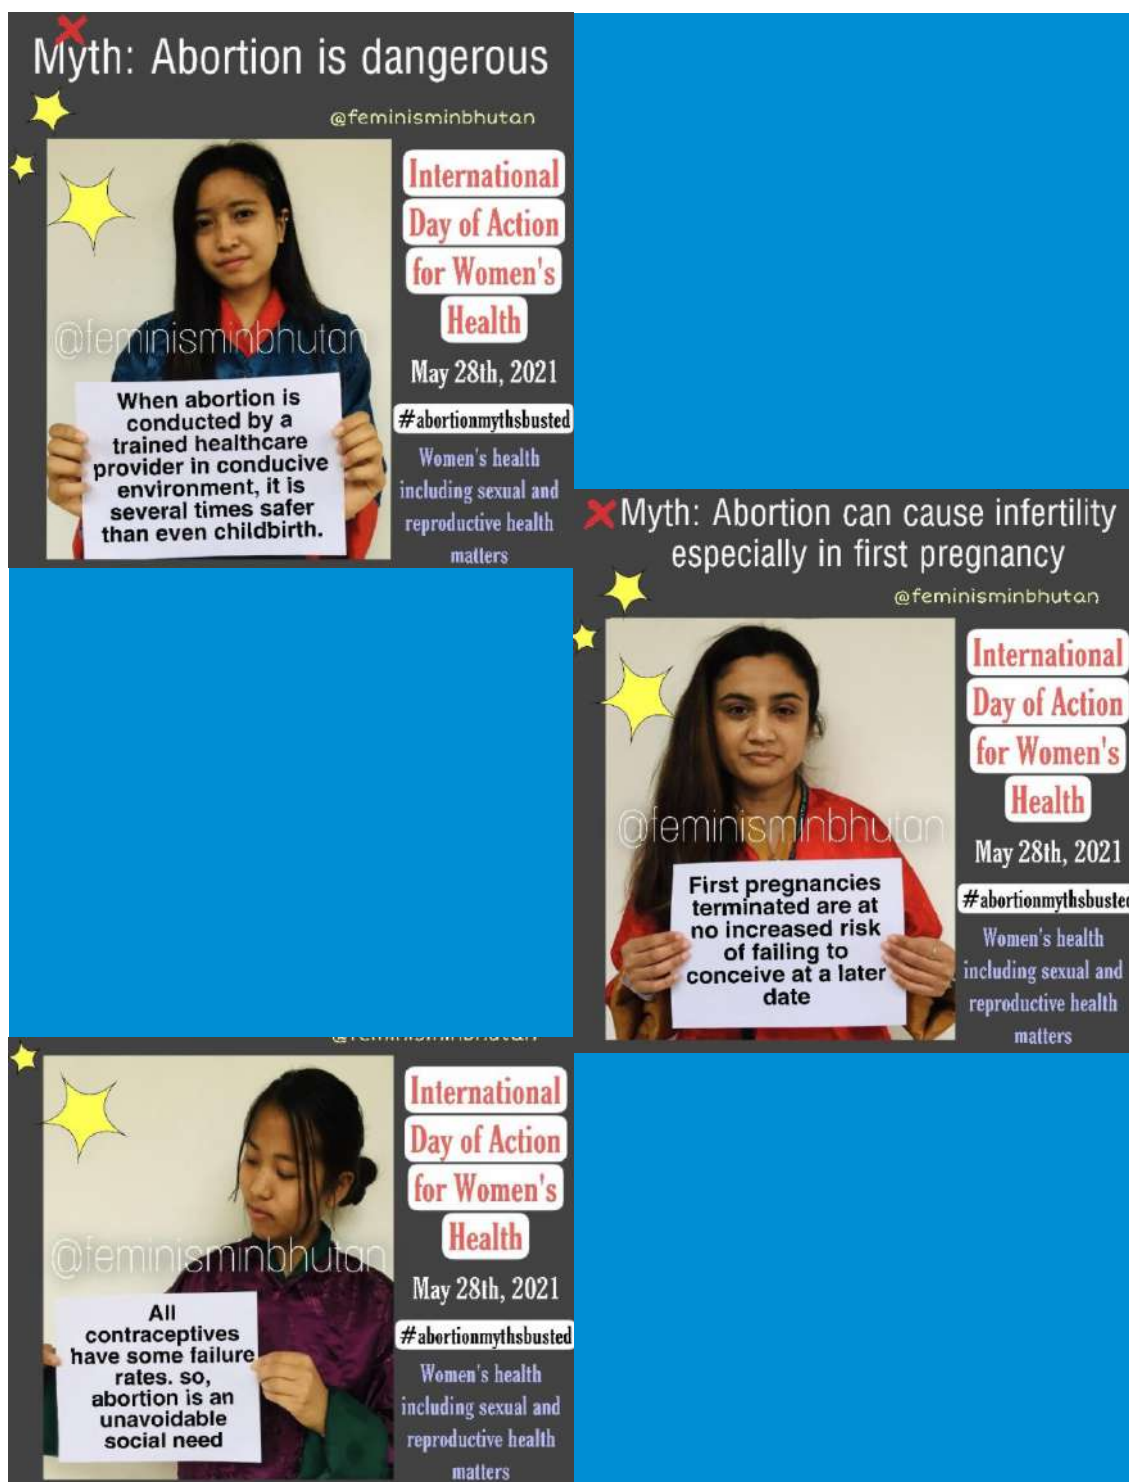 Myth: Abortion is dangerous
@feminisminbhutan
International
Day of Action
for Women's
Health
@feminisminbhutan
May 28th, 2021
When abortion is
conducted by a
trained healthcare
provider in conducive
environment, it is
several times safer
than even childbirth.
#abortionmythsbusted
Women's health
including sexual and
reproductive health
matters
Myth: Abortion can cause infertility
especially in first pregnancy
@feminisminbhutan
International
Day of Action
for Women's
Health
@feminisminbhutan
May 28th, 2021
First pregnancies
terminated are at
no increased risk
of failing to
conceive at a later
date
#abortionmythsbusted
Women's health
including sexual and
reproductive health
matters
International
Day of Action
for Women's
Health
@feminisminbhutan
May 28th, 2021
All
contraceptives
have some failure
rates. so,
abortion is an
unavoidable
social need
#abortionmythsbusted
Women's health
including sexual and
reproductive health
matters